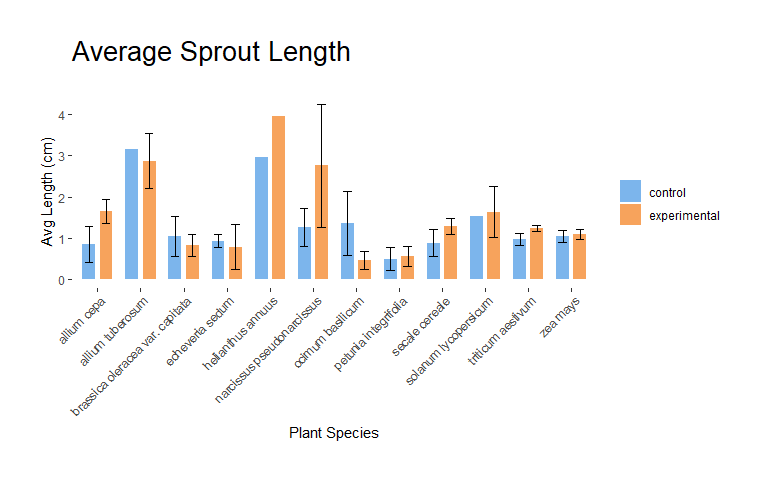 Average Sprout Length
Avg Length (cm)
4
3
2
1
0
allium cepa
allium tuberosum
brassica oleracea var. capitata
echeveria sedum
helianthus annuus
narcissus pseudonarcissus
ocimum basilicum
petunia integrifolia
secale cereale
solanum lycopersicum
triticum aestivum
zea mays
Plant Species
control
experimental